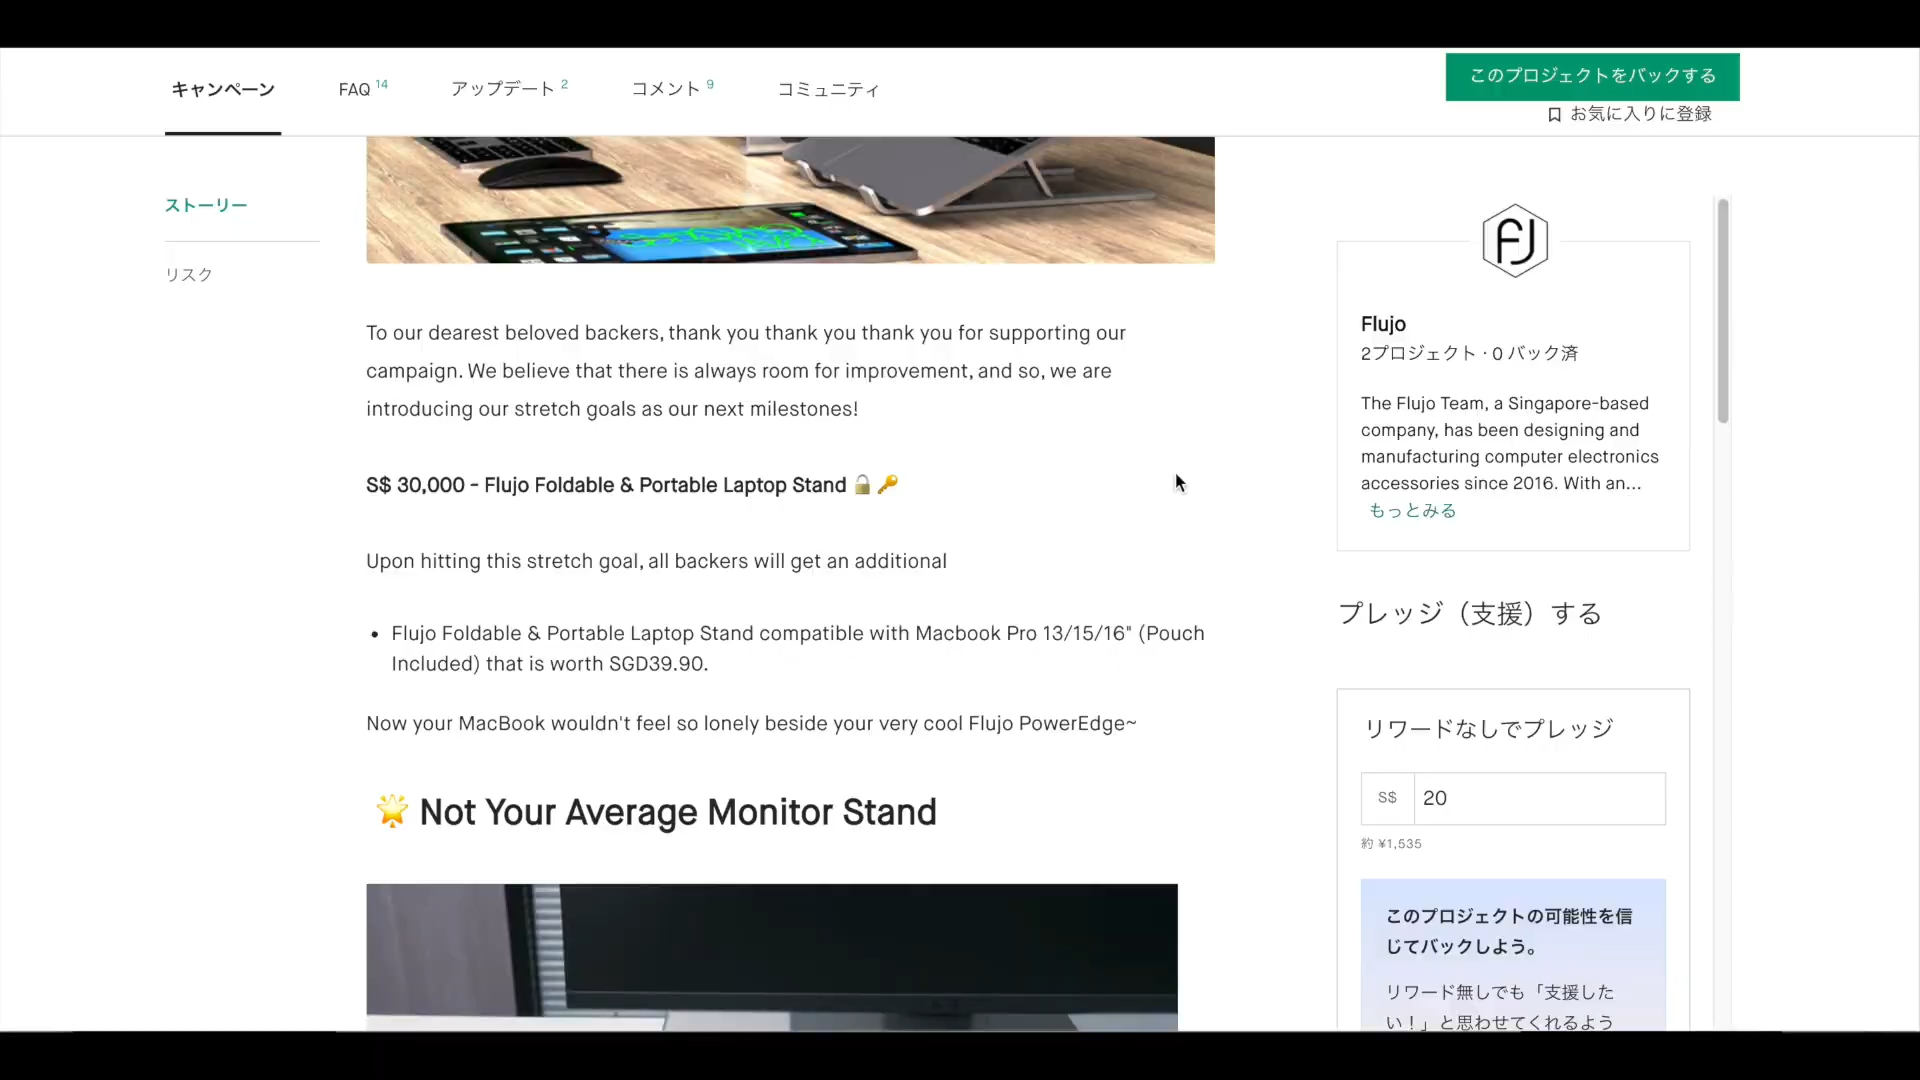 キャンペーン
FAQ 14
アップデート 2
コメント 9
コミュニティ
このプロジェクトをバックする
お気に入りに登録
ストーリー
リスク
To our dearest beloved backers, thank you thank you thank you for supporting our
campaign. We believe that there is always room for improvement, and so, we are
introducing our stretch goals as our next milestones!
S$ 30,000 - Flujo Foldable & Portable Laptop Stand 🔒🔑
Upon hitting this stretch goal, all backers will get an additional
• Flujo Foldable & Portable Laptop Stand compatible with Macbook Pro 13/15/16" (Pouch
Included) that is worth SGD39.90.
Now your MacBook wouldn't feel so lonely beside your very cool Flujo PowerEdge~
🌟 Not Your Average Monitor Stand
FJ
Flujo
2プロジェクト · 0 バック済
The Flujo Team, a Singapore-based
company, has been designing and
manufacturing computer electronics
accessories since 2016. With an...
もっとみる
プレッジ（支援）する
リワードなしでプレッジ
S$ 20
約 ¥1,535
このプロジェクトの可能性を信
じてバックしよう。
リワード無しでも「支援した
い！」と思わせてくれるよう